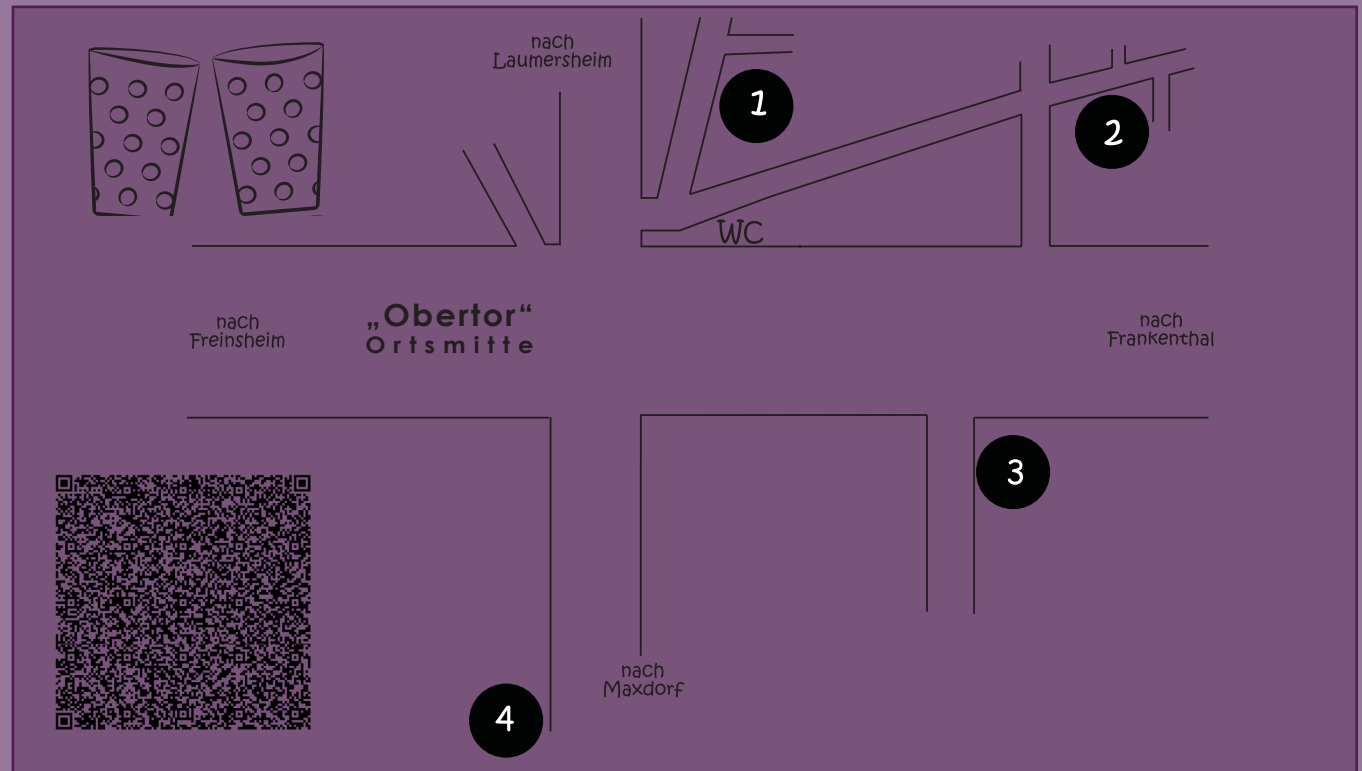 nach
Laumersheim
1
2
WC
„Obertor“
Ortsmitte
nach
Freinsheim
nach
Frankenthal
3
nach
Maxdorf
4